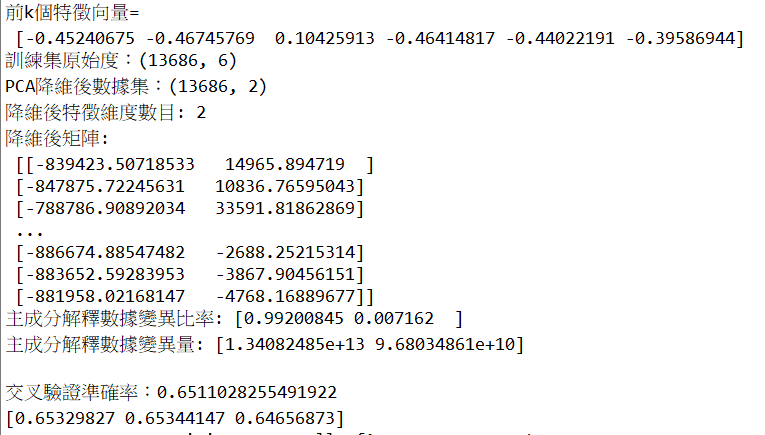 前k個特徵向量=
[-0.45240675 -0.46745769 0.10425913 -0.46414817 -0.44022191 -0.39586944]
訓練集原始度：(13686, 6)
PCA降維後數據集：(13686, 2)
降維後特徵維度數目: 2
降維後矩陣:
[[-839423.50718533 14965.894719 ]
[-847875.72245631 10836.76595043]
[-788786.90892034 33591.81862869]
...
[-886674.88547482 -2688.25215314]
[-883652.59283953 -3867.90456151]
[-881958.02168147 -4768.16889677]]
主成分解釋數據變異比率: [0.99200845 0.007162 ]
主成分解釋數據變異量: [1.34082485e+13 9.68034861e+10]
交叉驗證準確率：0.6511028255491922
[0.65329827 0.65344147 0.64656873]